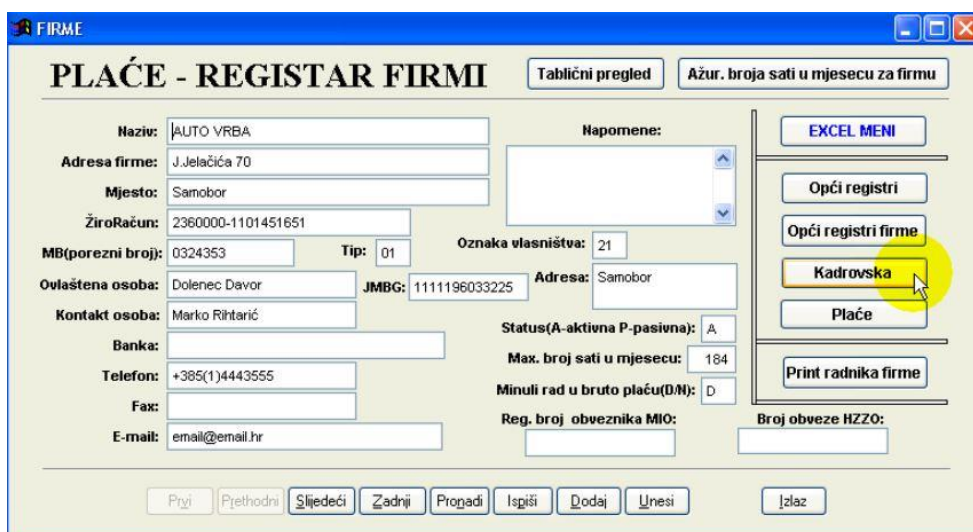 FIRME
PLAĆE - REGISTAR FIRMI
Tablični pregled
Ažur. broja sati u mjesecu za firmu
Naziv: AUTO VRBA
Adresa firme: J.Jelačića 70
Mjesto: Samobor
ŽiroRačun: 2360000-1101451651
MB(porezni broj): 0324353 Tip: 01
Ovlaštena osoba: Dolenec Davor JMBG: 1111196033225
Kontakt osoba: Marko Rihtarić
Banka:
Telefon: +385(1)4443555
Fax:
E-mail: email@email.hr
Napomene:
Oznaka vlasništva: 21
Adresa: Samobor
Status(A-aktivna P-pasivna): A
Max. broj sati u mjesecu: 184
Minuli rad u bruto plaću(D/N): D
Reg. broj obveznika MIO:
Broj obveze HZZO:
EXCEL MENI
Opći registri
Opći registri firme
Kadrovska
Plaće
Print radnika firme
Prvi Prethodni Slijedeći Zadnji Pronađi Ispiši Dodaj Unesi Izlaz